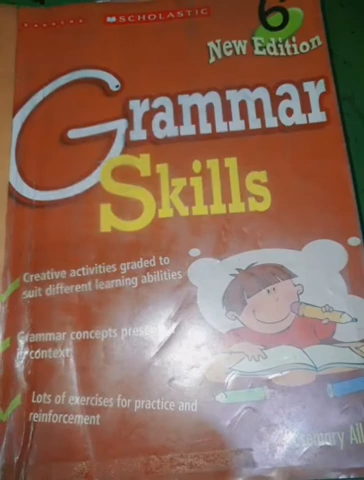 SCHOLASTIC
6
New Edition
Grammar
Skills
Creative activities graded to
suit different learning abilities
Grammar concepts
in context
Lots of exercises for practice and
reinforcement